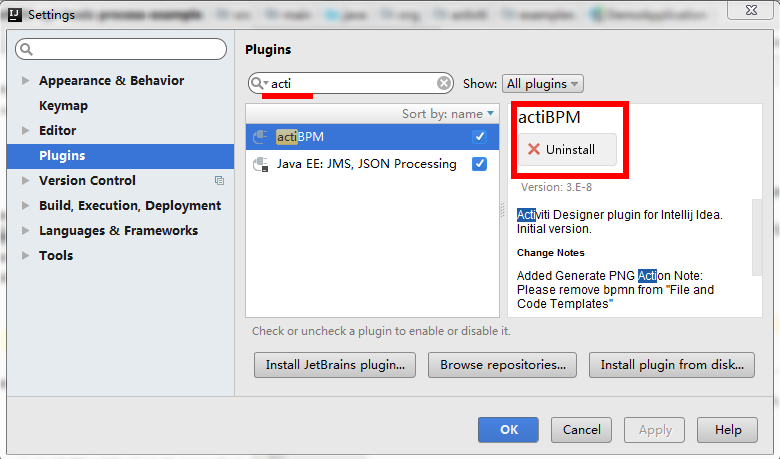 Settings
Plugins
acti
Show: All plugins
Appearance & Behavior
Keymap
Editor
Plugins
Version Control
Build, Execution, Deployment
Languages & Frameworks
Tools
Sort by: name
actiBPM
Java EE: JMS, JSON Processing
actiBPM
Uninstall
Version: 3.E-8
Activiti Designer plugin for Intellij Idea.
Initial version.
Change Notes
Added Generate PNG Action Note:
Please remove bpmn from "File and
Code Templates"
Check or uncheck a plugin to enable or disable it.
Install JetBrains plugin...
Browse repositories...
Install plugin from disk...
OK
Cancel
Apply
Help